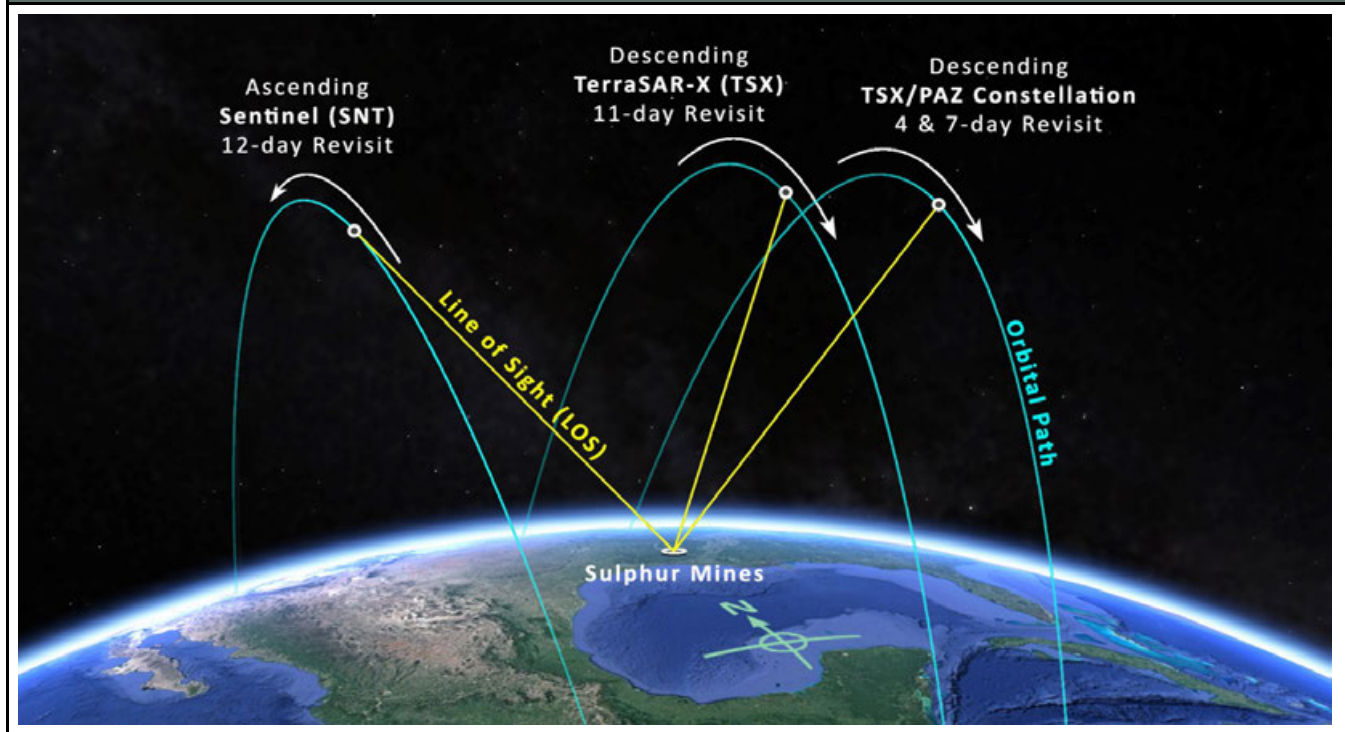 Ascending
Sentinel (SNT)
12-day Revisit
Descending
TerraSAR-X (TSX)
11-day Revisit
Descending
TSX/PAZ Constellation
4 & 7-day Revisit
Line of Sight (LOS)
Orbital Path
Sulphur Mines
N